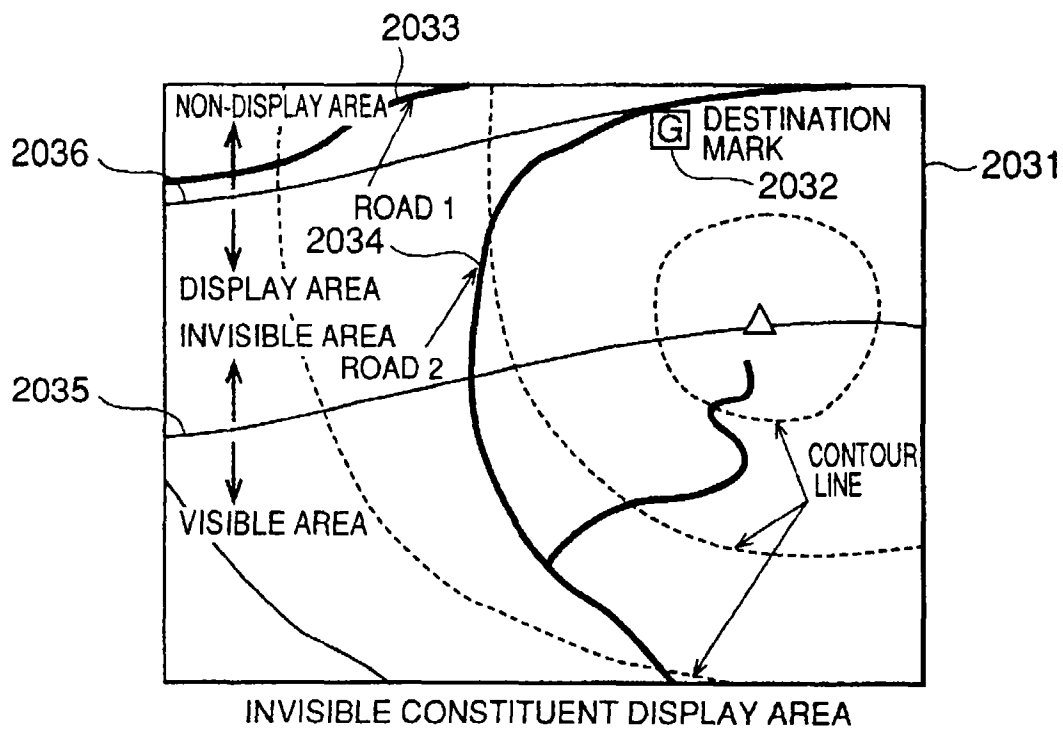 2033
NON-DISPLAY AREA
2036
G
DESTINATION
MARK
2031
2032
ROAD 1
2034
DISPLAY AREA
INVISIBLE AREA
ROAD 2
2035
CONTOUR
LINE
VISIBLE AREA
INVISIBLE CONSTITUENT DISPLAY AREA